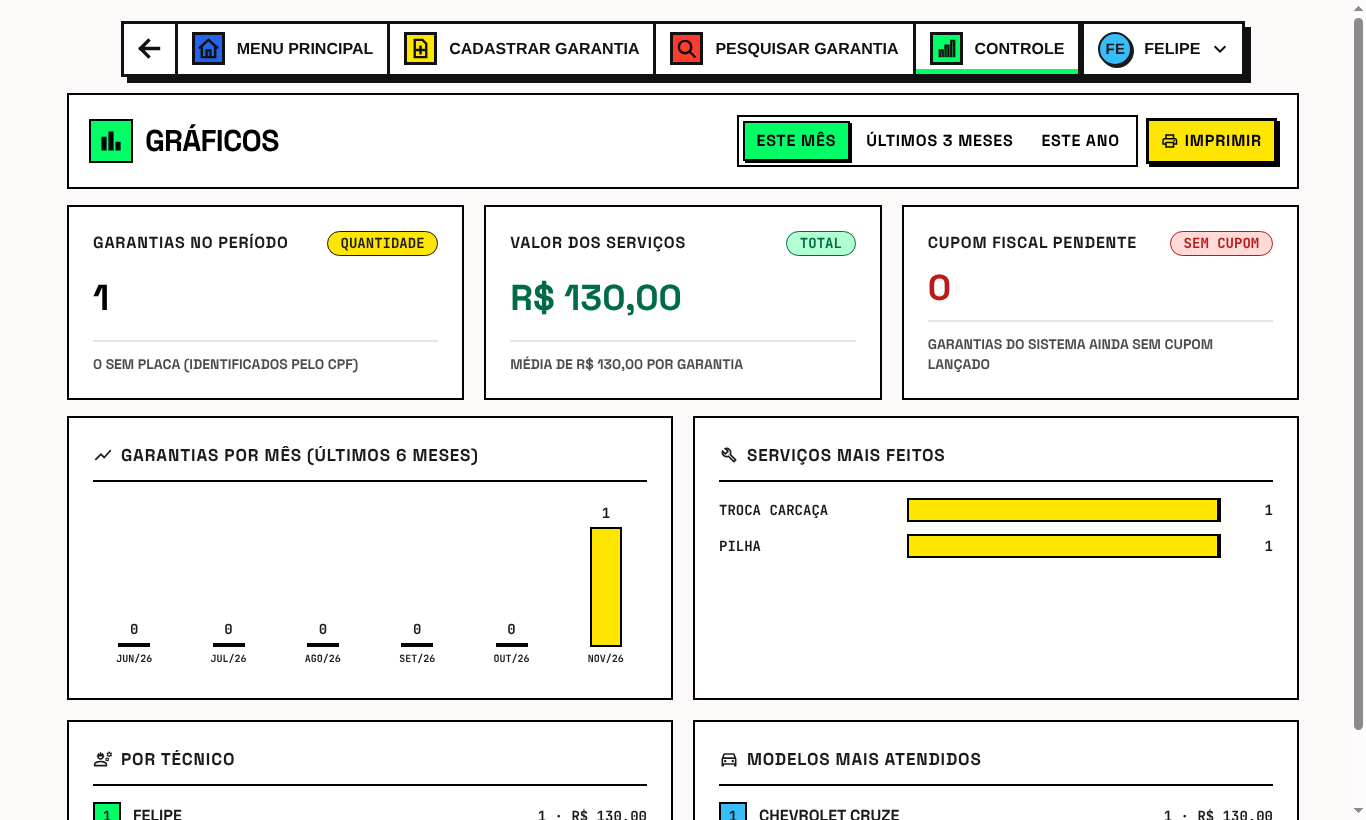 MENU PRINCIPAL
CADASTRAR GARANTIA
PESQUISAR GARANTIA
CONTROLE
FE FELIPE
GRÁFICOS
ESTE MÊS
ÚLTIMOS 3 MESES
ESTE ANO
IMPRIMIR
GARANTIAS NO PERÍODO
QUANTIDADE
1
0 SEM PLACA (IDENTIFICADOS PELO CPF)
VALOR DOS SERVIÇOS
TOTAL
R$ 130,00
MÉDIA DE R$ 130,00 POR GARANTIA
CUPOM FISCAL PENDENTE
SEM CUPOM
0
GARANTIAS DO SISTEMA AINDA SEM CUPOM
LANÇADO
GARANTIAS POR MÊS (ÚLTIMOS 6 MESES)
0 0 0 0 0 1
JUN/26 JUL/26 AGO/26 SET/26 OUT/26 NOV/26
SERVIÇOS MAIS FEITOS
TROCA CARCAÇA 1
PILHA 1
POR TÉCNICO
1 FELIPE 1 · R$ 130,00
MODELOS MAIS ATENDIDOS
1 CHEVROLET CRUZE 1 · R$ 130,00